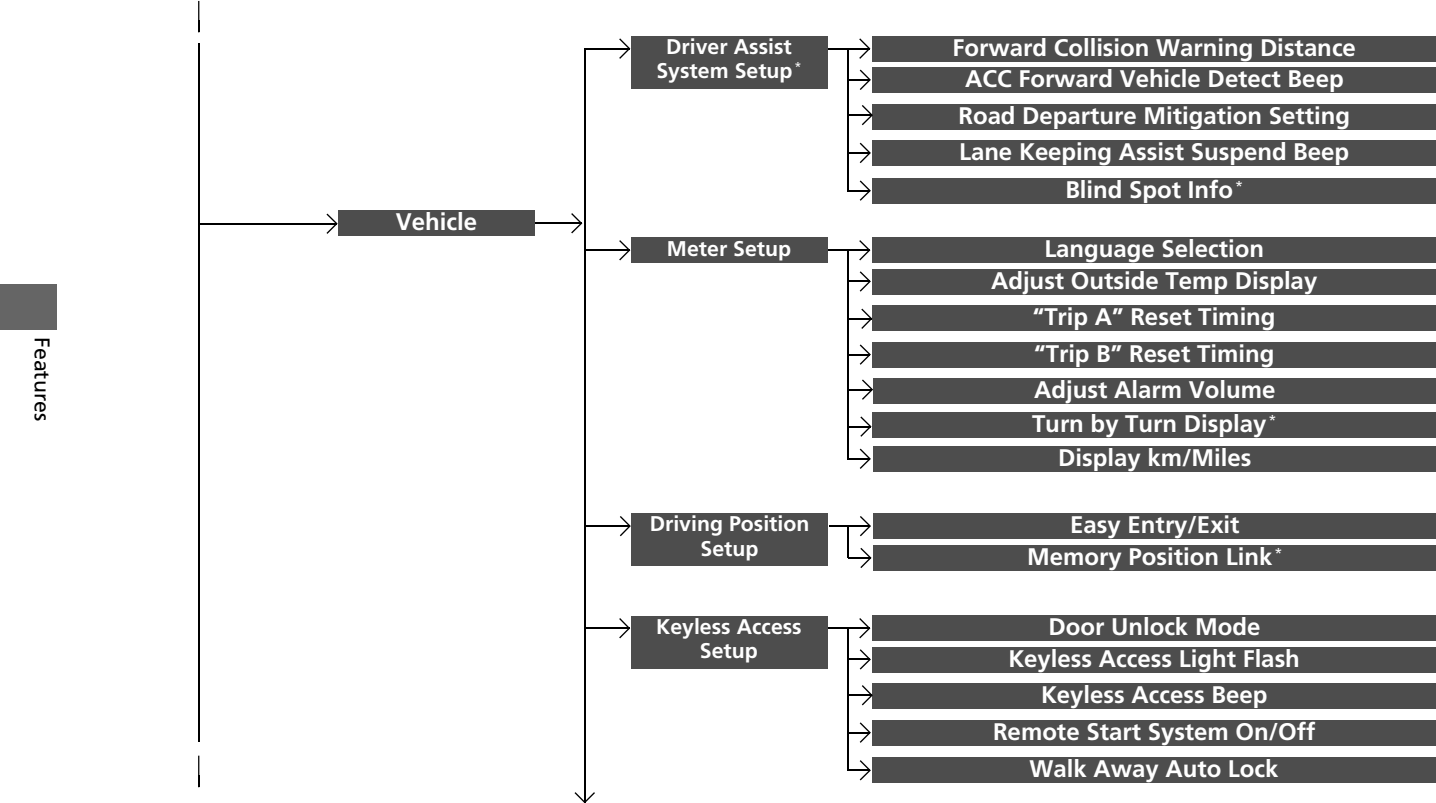 Driver Assist
System Setup*
Forward Collision Warning Distance
ACC Forward Vehicle Detect Beep
Road Departure Mitigation Setting
Lane Keeping Assist Suspend Beep
Blind Spot Info*
Vehicle
Meter Setup
Language Selection
Adjust Outside Temp Display
“Trip A” Reset Timing
“Trip B” Reset Timing
Adjust Alarm Volume
Turn by Turn Display*
Display km/Miles
Driving Position
Setup
Easy Entry/Exit
Memory Position Link*
Keyless Access
Setup
Door Unlock Mode
Keyless Access Light Flash
Keyless Access Beep
Remote Start System On/Off
Walk Away Auto Lock
Features